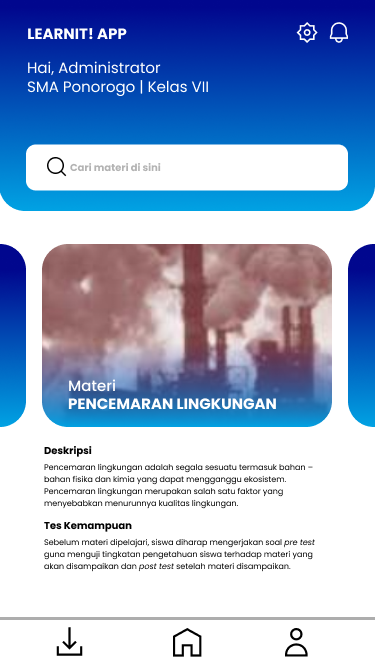 LEARNIT! APP
Hai, Administrator
SMA Ponorogo | Kelas VII
Cari materi di sini
Materi
PENCEMARAN LINGKUNGAN
Deskripsi
Pencemaran lingkungan adalah segala sesuatu termasuk bahan –
bahan fisika dan kimia yang dapat mengganggu ekosistem.
Pencemaran lingkungan merupakan salah satu faktor yang
menyebabkan menurunnya kualitas lingkungan.
Tes Kemampuan
Sebelum materi dipelajari, siswa diharap mengerjakan soal pre test
guna menguji tingkatan pengetahuan siswa terhadap materi yang
akan disampaikan dan post test setelah materi disampaikan.